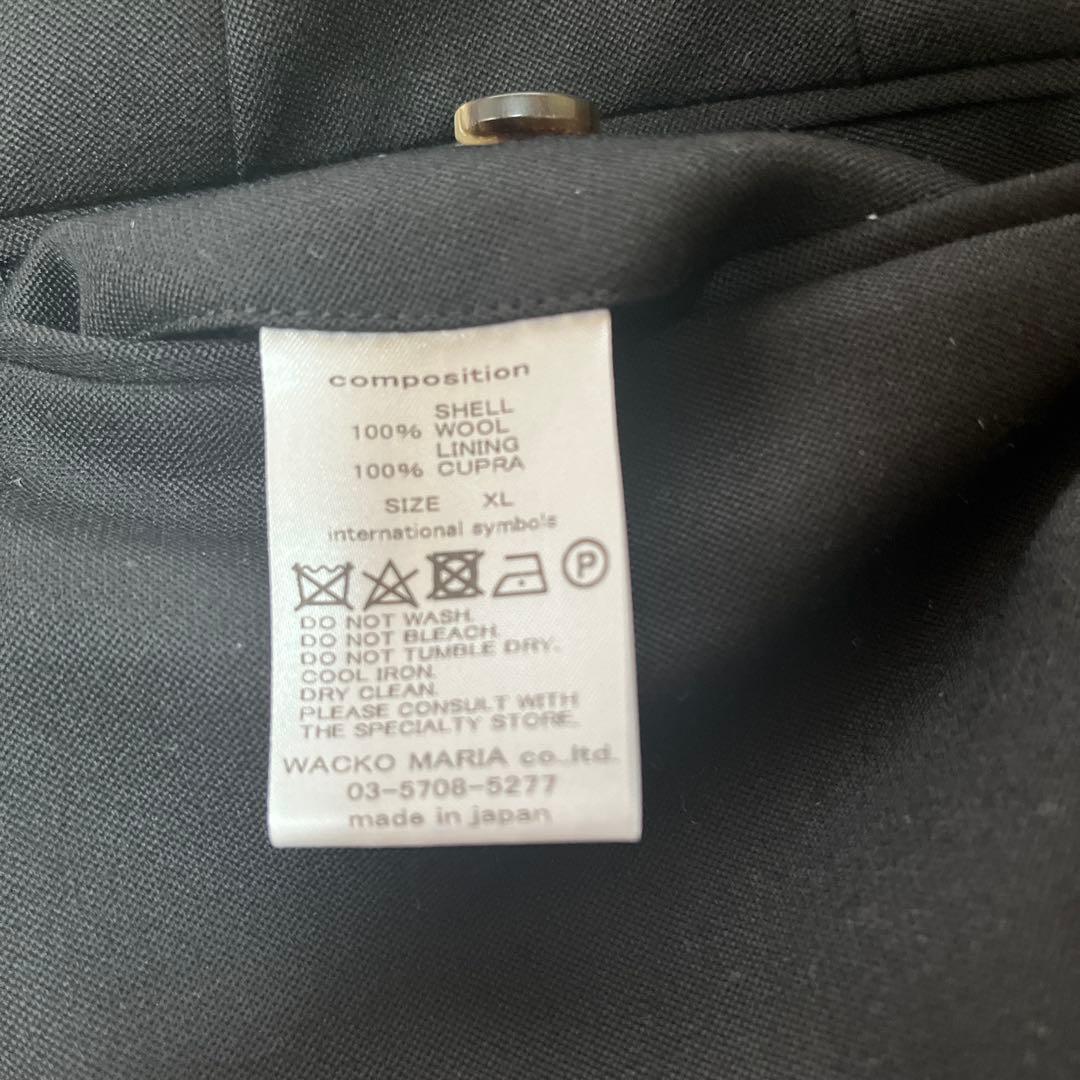 composition
SHELL
100% WOOL
LINING
100% CUPRA
SIZE XL
international symbols
P
DO NOT WASH.
DO NOT BLEACH.
DO NOT TUMBLE DRY.
COOL IRON.
DRY CLEAN.
PLEASE CONSULT WITH
THE SPECIALTY STORE.
WACKO MARIA co.,ltd.
03-5708-5277
made in japan